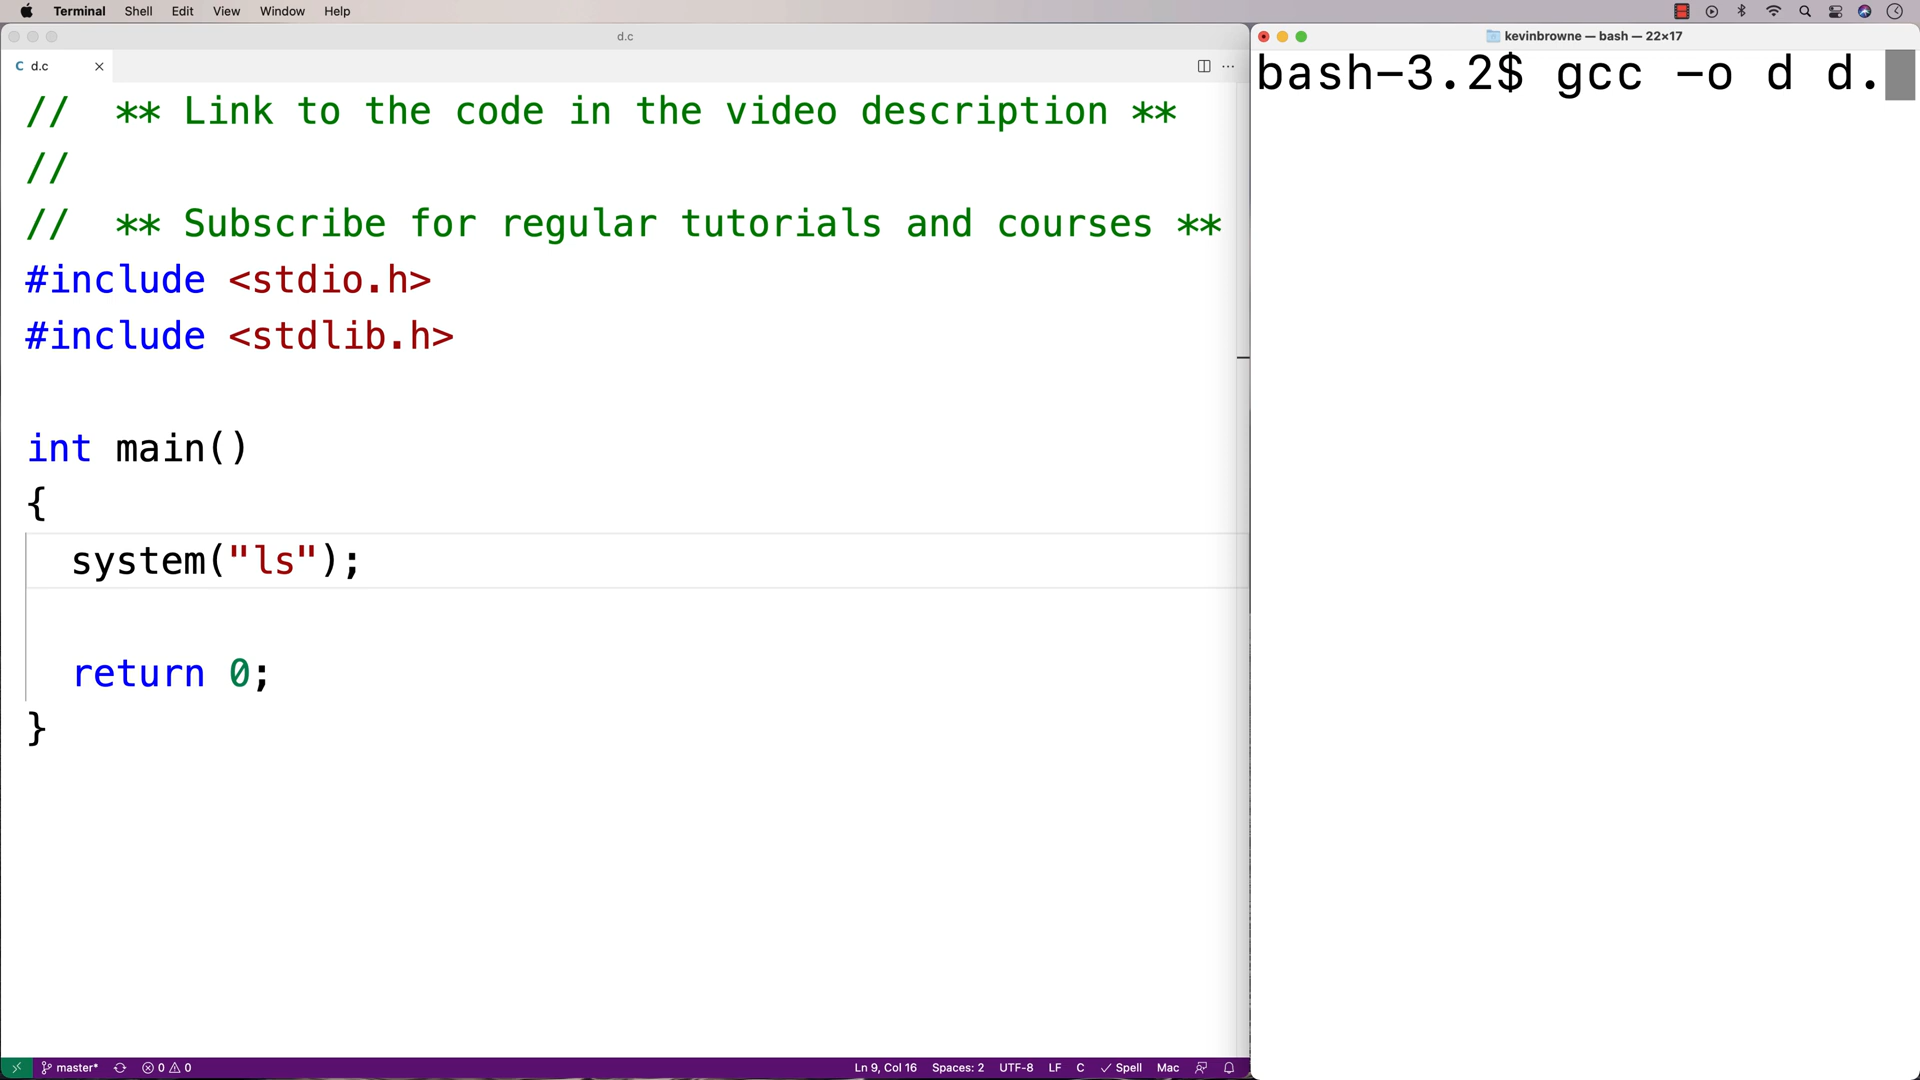 Terminal Shell Edit View Window Help
d.c
C d.c
// ** Link to the code in the video description **
//
// ** Subscribe for regular tutorials and courses **
#include <stdio.h>
#include <stdlib.h>
int main()
{
system("ls");
return 0;
}
master* 0 0 Ln 9, Col 16 Spaces: 2 UTF-8 LF C Spell Mac
kevinbrowne — bash — 22×17
bash-3.2$ gcc -o d d.